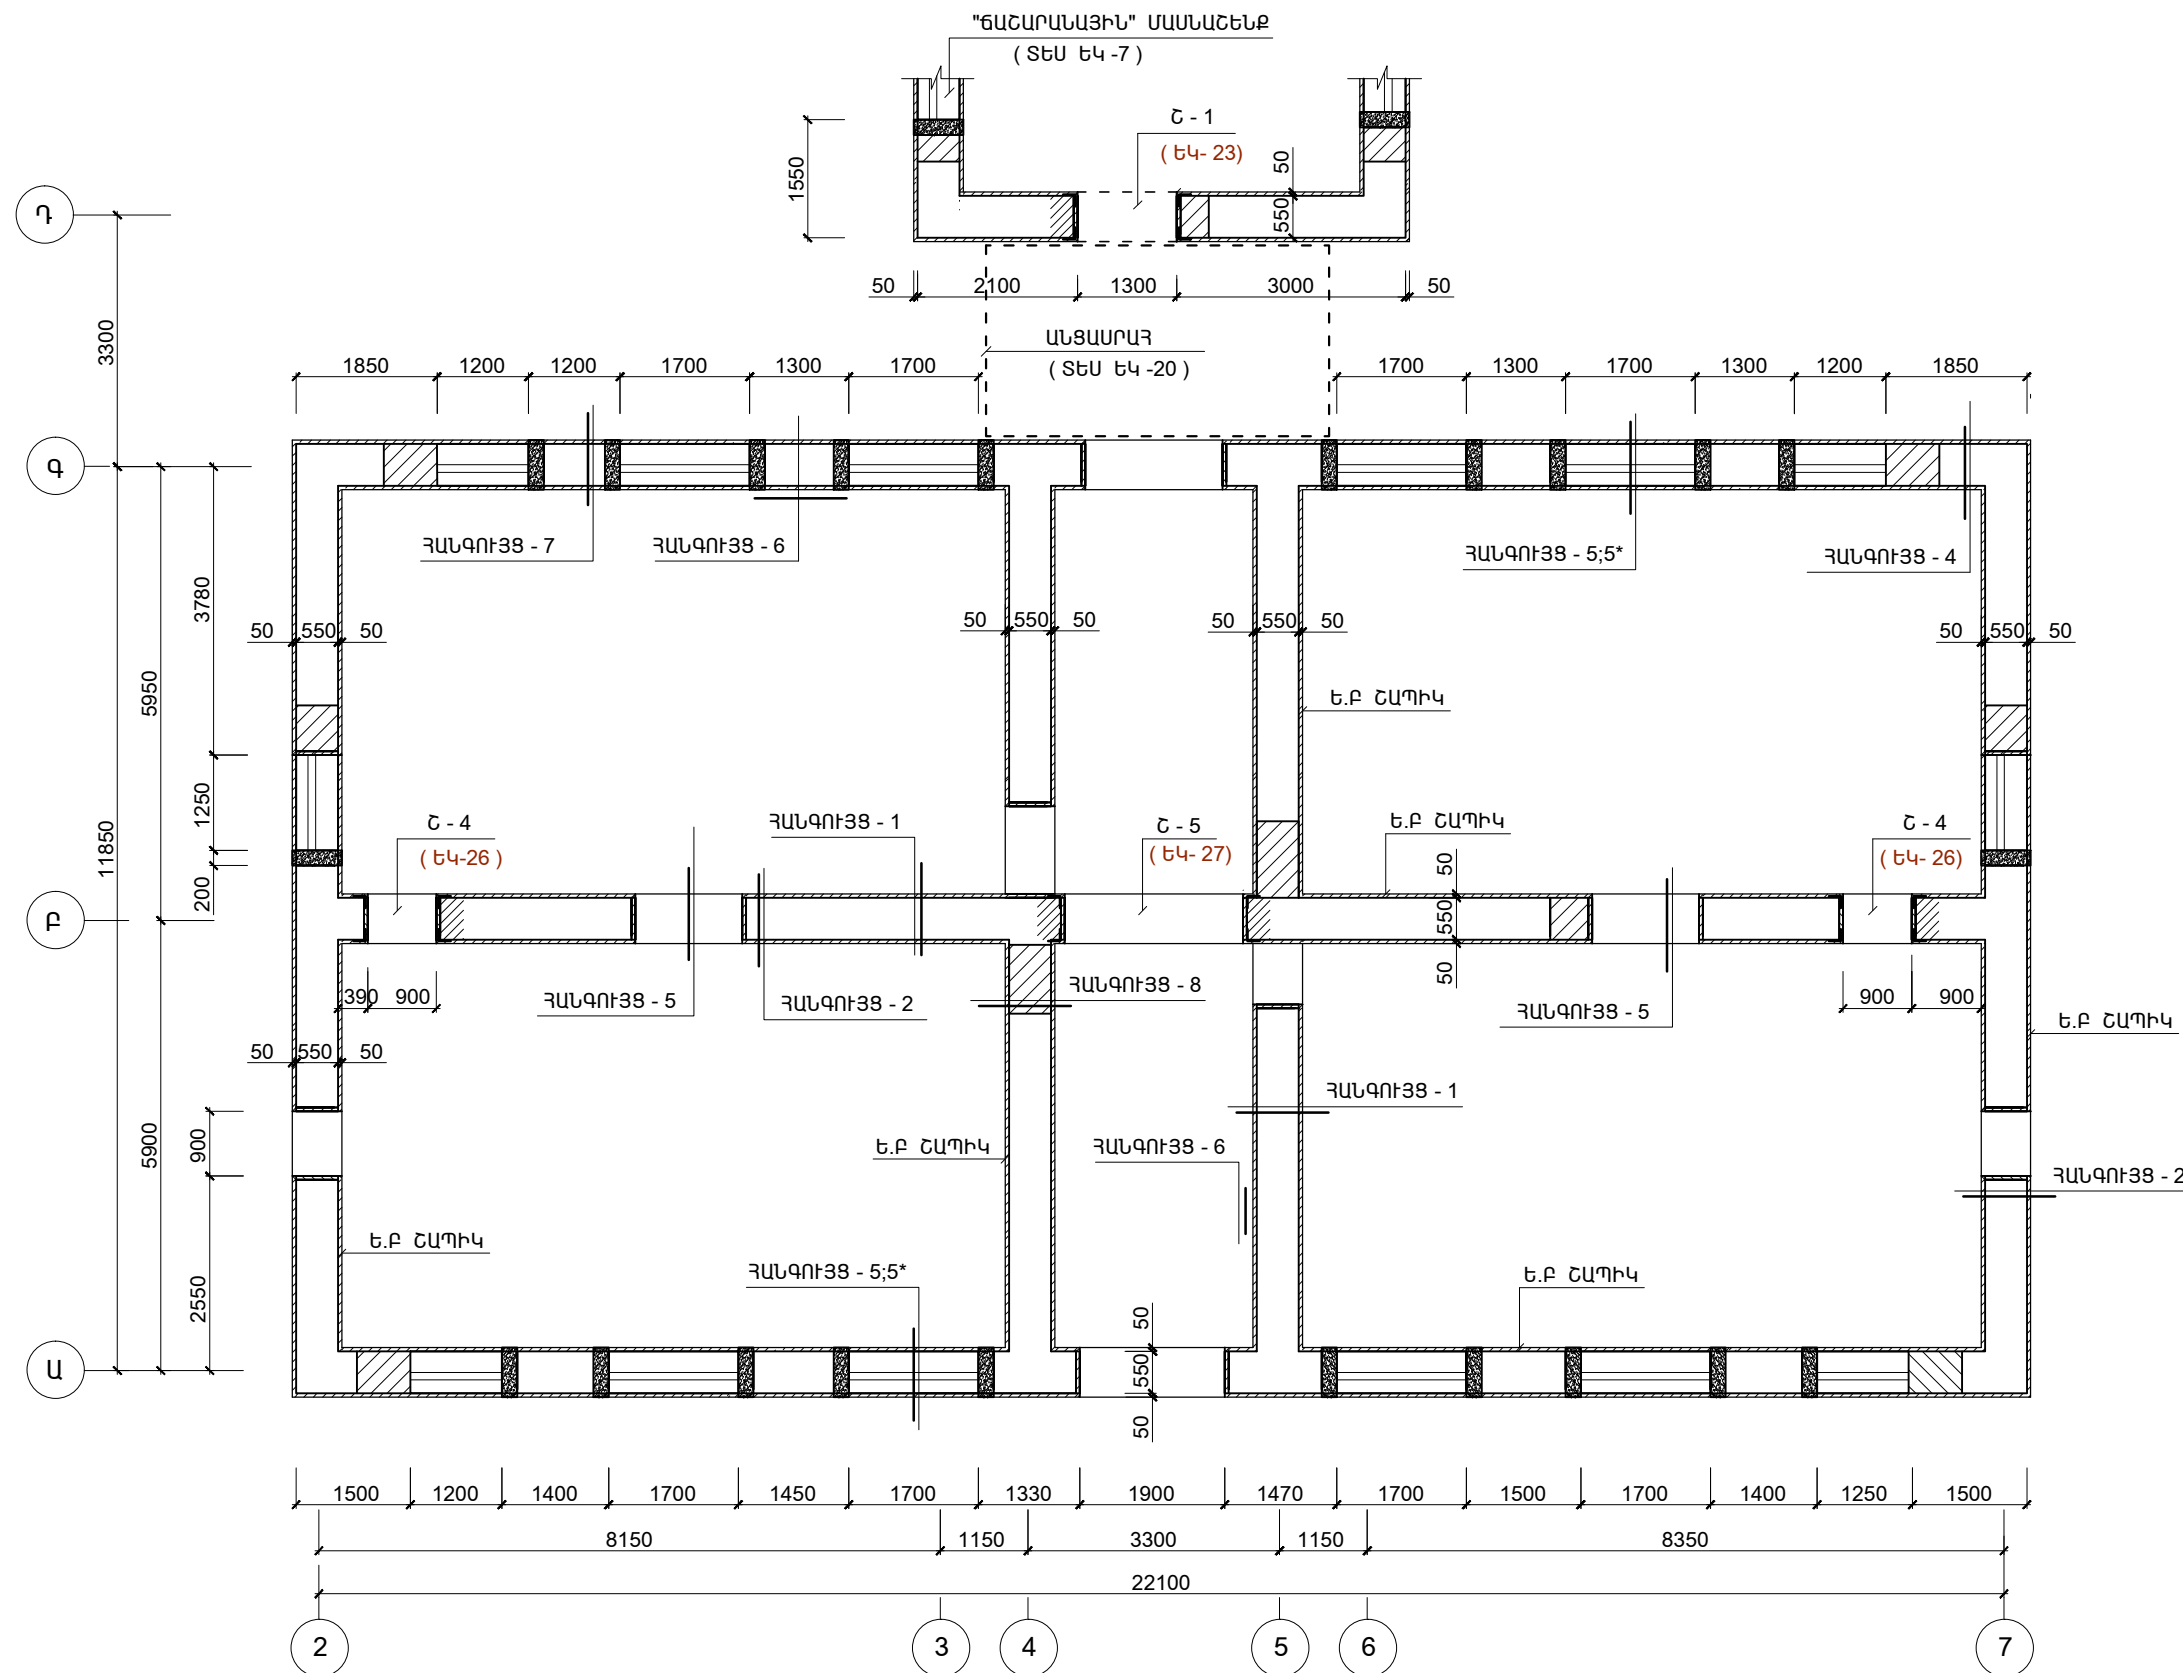 "ՃԱՇԱՐԱՆԱՅԻՆ" ՄԱՍՆԱՇԵՆՔ
( ՏԵՍ ԵԿ -7 )
Շ - 1
( ԵԿ- 23)
1550
50
550
Դ
50 2100 1300 3000 50
3300
ԱՆՑԱՍՐԱՀ
( ՏԵՍ ԵԿ -20 )
1850 1200 1200 1700 1300 1700
1700 1300 1700 1300 1200 1850
Գ
ՀԱՆԳՈՒՅՑ - 7
ՀԱՆԳՈՒՅՑ - 6
ՀԱՆԳՈՒՅՑ - 5;5*
ՀԱՆԳՈՒՅՑ - 4
3780
50 550 50
50 550 50
50 550 50
50 550 50
5950
Ե.Բ ՇԱՊԻԿ
11850
1250
Շ - 4
( ԵԿ-26 )
ՀԱՆԳՈՒՅՑ - 1
Շ - 5
( ԵԿ- 27)
Ե.Բ ՇԱՊԻԿ
Շ - 4
( ԵԿ- 26)
200
50
550
50
Բ
390 900
ՀԱՆԳՈՒՅՑ - 5
ՀԱՆԳՈՒՅՑ - 2
ՀԱՆԳՈՒՅՑ - 8
ՀԱՆԳՈՒՅՑ - 5
900 900
Ե.Բ ՇԱՊԻԿ
50 550 50
ՀԱՆԳՈՒՅՑ - 1
900
5900
Ե.Բ ՇԱՊԻԿ
ՀԱՆԳՈՒՅՑ - 6
ՀԱՆԳՈՒՅՑ - 2
2550
Ե.Բ ՇԱՊԻԿ
ՀԱՆԳՈՒՅՑ - 5;5*
Ե.Բ ՇԱՊԻԿ
50
550
50
Ա
1500 1200 1400 1700 1450 1700 1330 1900 1470 1700 1500 1700 1400 1250 1500
8150 1150 3300 1150 8350
22100
2 3 4 5 6 7